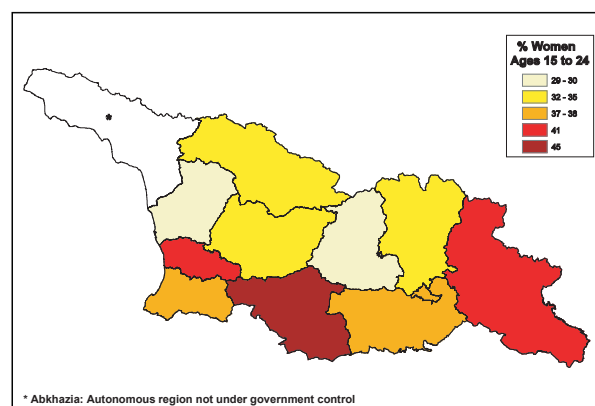 % Women
Ages 15 to 24
29 - 30
32 - 35
37 - 38
41
45
*
* Abkhazia: Autonomous region not under government control